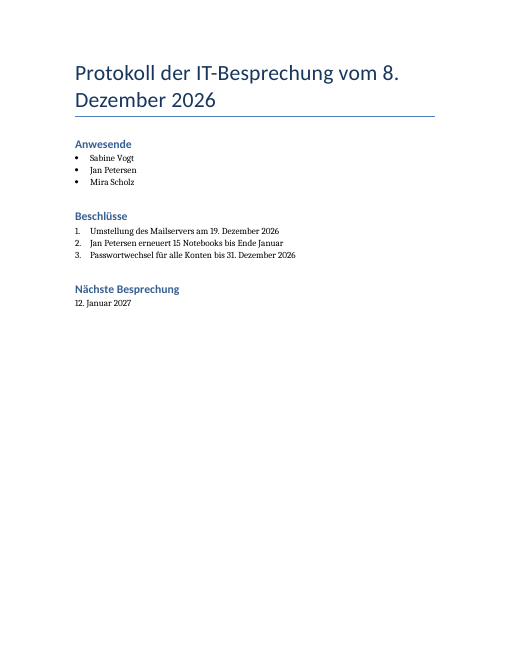 Protokoll der IT-Besprechung vom 8.
Dezember 2026
Anwesende
• Sabine Vogt
• Jan Petersen
• Mira Scholz
Beschlüsse
1. Umstellung des Mailservers am 19. Dezember 2026
2. Jan Petersen erneuert 15 Notebooks bis Ende Januar
3. Passwortwechsel für alle Konten bis 31. Dezember 2026
Nächste Besprechung
12. Januar 2027